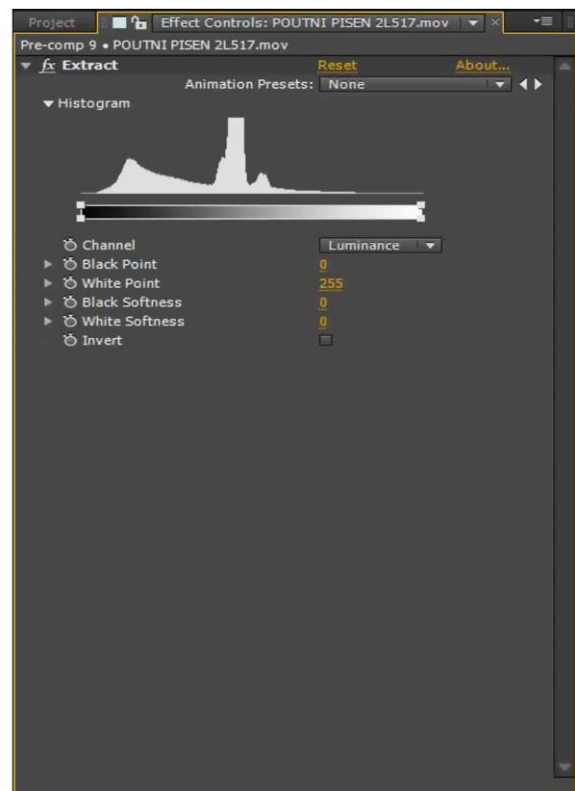 Project Effect Controls: POUTNI PISEN 2L517.mov
Pre-comp 9 • POUTNI PISEN 2L517.mov
fx Extract Reset About...
Animation Presets: None
Histogram
Channel Luminance
Black Point 0
White Point 255
Black Softness 0
White Softness 0
Invert